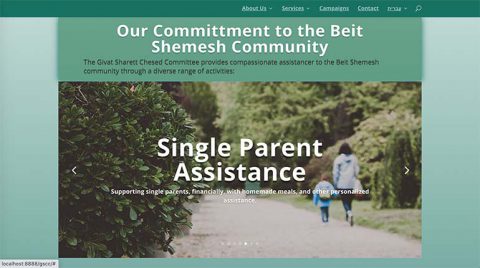 About Us
Services
Campaigns
Contact
עברית
Our Committment to the Beit
Shemesh Community
The Givat Sharett Chesed Committee provides compassionate assistancer to the Beit Shemesh
community through a diverse range of activities:
Single Parent
Assistance
Supporting single parents, financially, with homemade meals, and other personalized
assistance.
localhost:8888/gscc/#